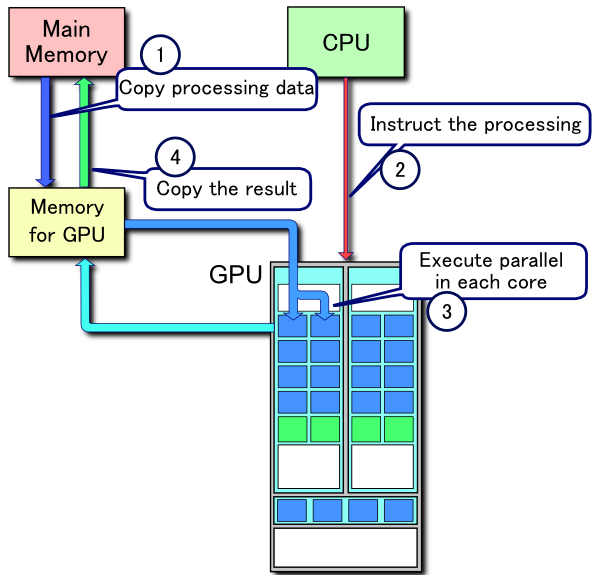 Main
Memory
1
Copy processing data
CPU
Instruct the processing
2
4
Copy the result
Memory
for GPU
GPU
Execute parallel
in each core
3